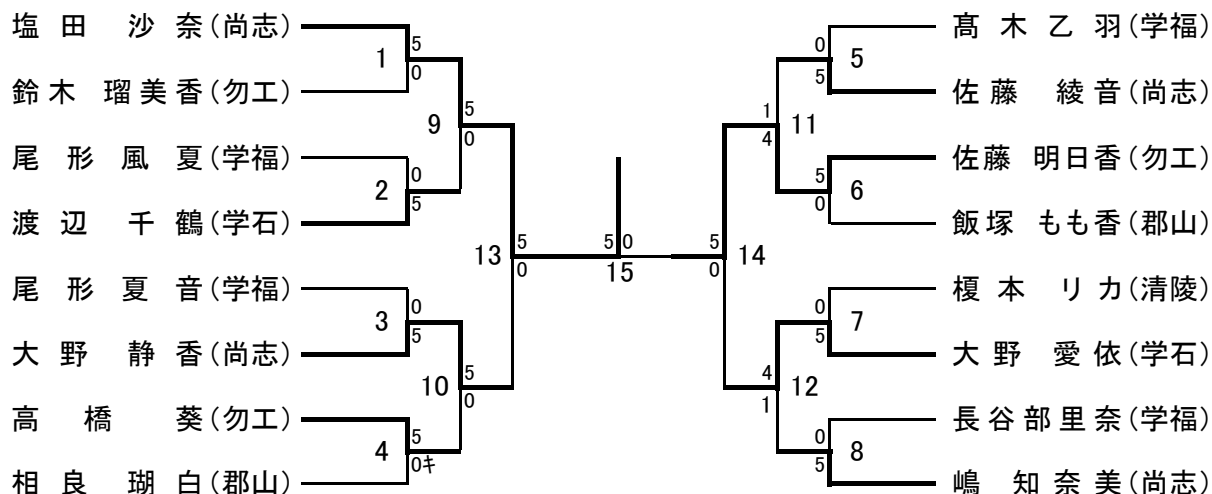 塩田 沙奈(尚志)
5
1
0
鈴木 瑠美香(勿工)
5
9
0
尾形風夏(学福)
0
2
5
渡辺 千鶴(学石)
5
13
0
尾形夏音(学福)
0
3
5
大野 静香(尚志)
5
10
0
高橋 葵(勿工)
5
4
0キ
相良 瑚白(郡山)
5 0
15
髙木乙羽(学福)
0
5
5
佐藤 綾音(尚志)
1
11
4
佐藤 明日香(勿工)
5
6
0
飯塚 もも香(郡山)
5
14
0
榎本 リカ(清陵)
0
7
5
大野 愛依(学石)
4
12
1
長谷部里奈(学福)
0
8
5
嶋 知奈美(尚志)